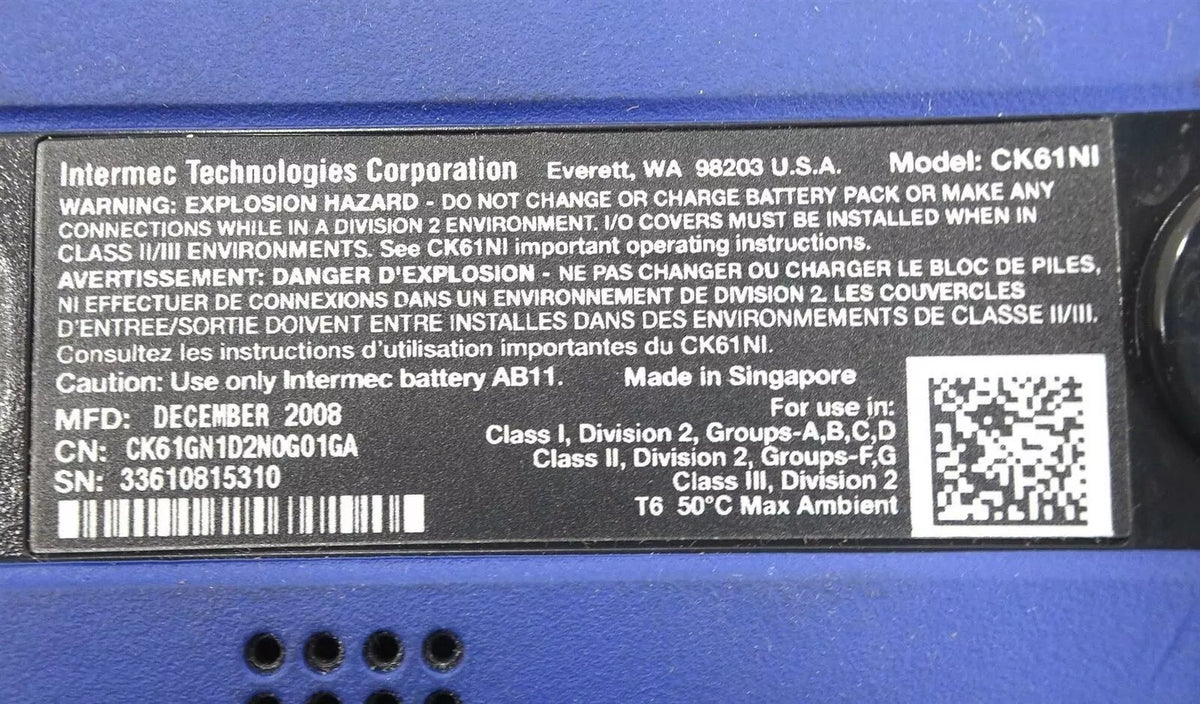 Intermec Technologies Corporation Everett, WA 98203 U.S.A. Model: CK61NI
WARNING: EXPLOSION HAZARD - DO NOT CHANGE OR CHARGE BATTERY PACK OR MAKE ANY
CONNECTIONS WHILE IN A DIVISION 2 ENVIRONMENT. I/O COVERS MUST BE INSTALLED WHEN IN
CLASS II/III ENVIRONMENTS. See CK61NI important operating instructions.
AVERTISSEMENT: DANGER D'EXPLOSION - NE PAS CHANGER OU CHARGER LE BLOC DE PILES,
NI EFFECTUER DE CONNEXIONS DANS UN ENVIRONNEMENT DE DIVISION 2. LES COUVERCLES
D'ENTREE/SORTIE DOIVENT ENTRE INSTALLES DANS DES ENVIRONMEMENTS DE CLASSE II/III.
Consultez les instructions d'utilisation importantes du CK61NI.
Caution: Use only Intermec battery AB11. Made in Singapore
MFD: DECEMBER 2008
CN: CK61GN1D2N0G01GA
SN: 33610815310
For use in:
Class I, Division 2, Groups-A,B,C,D
Class II, Division 2, Groups-F,G
Class III, Division 2
T6 50°C Max Ambient